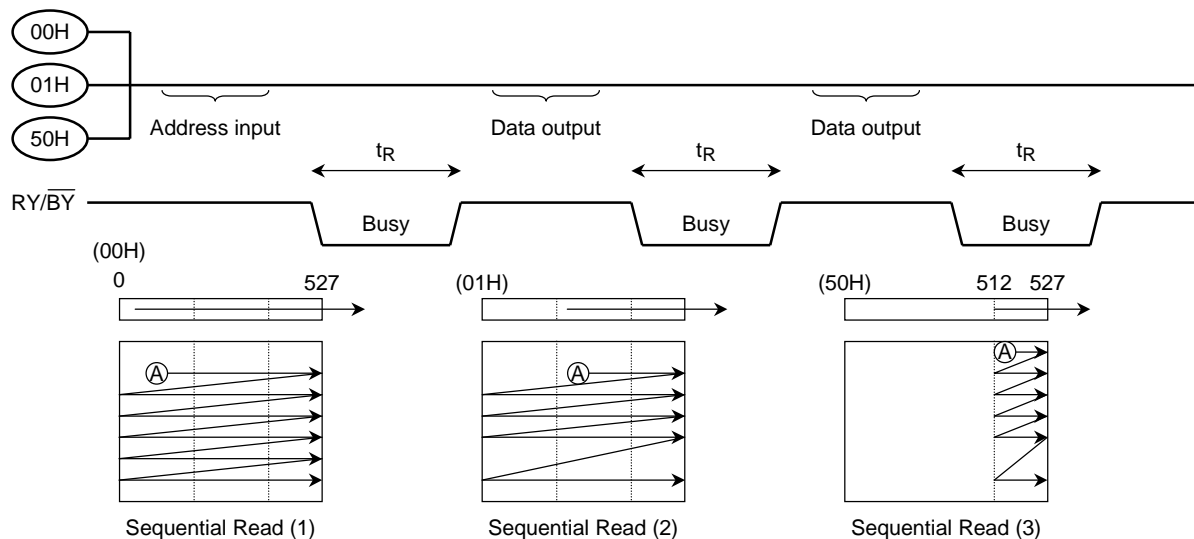 00H
01H
50H
Address input
Data output
Data output
tR
tR
tR
RY/B̅Y̅
Busy
Busy
Busy
(00H)
0
527
(01H)
(50H)
512
527
A
A
A
Sequential Read (1)
Sequential Read (2)
Sequential Read (3)